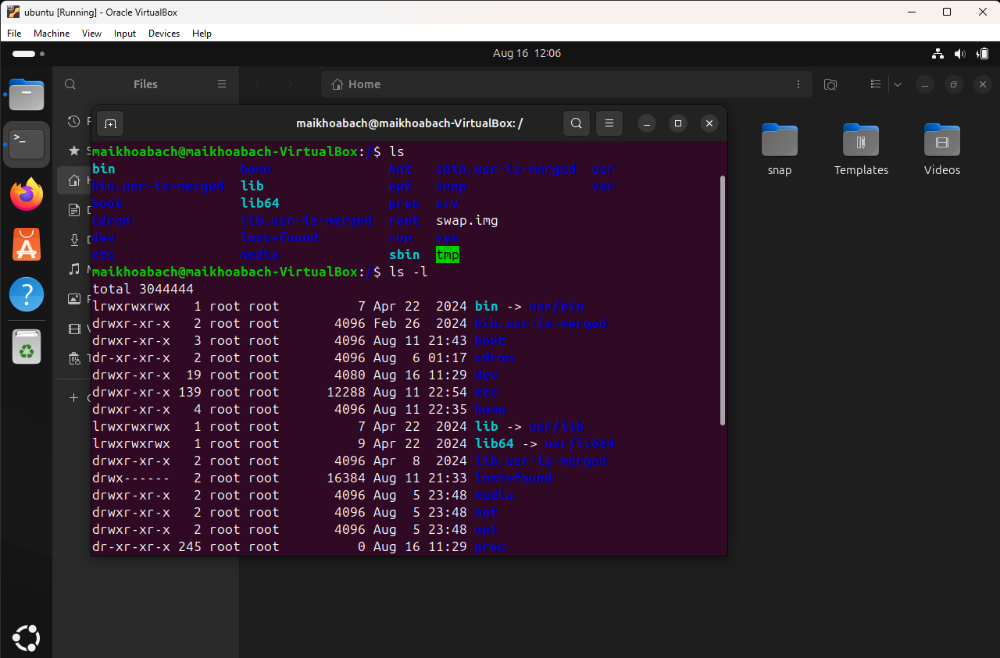 ubuntu [Running] - Oracle VirtualBox
File Machine View Input Devices Help
Aug 16 12:06
Files
Home
maikhoabach@maikhoabach-VirtualBox: /
snap Templates Videos
maikhoabach@maikhoabach-VirtualBox:/$ ls
bin home mnt sbin.usr-is-merged usr
bin.usr-is-merged lib opt snap var
boot lib64 proc srv
cdrom lib.usr-is-merged root swap.img
dev lost+found run sys
etc media sbin tmp
maikhoabach@maikhoabach-VirtualBox:/$ ls -l
total 3044444
lrwxrwxrwx 1 root root 7 Apr 22 2024 bin -> usr/bin
drwxr-xr-x 2 root root 4096 Feb 26 2024 bin.usr-is-merged
drwxr-xr-x 3 root root 4096 Aug 11 21:43 boot
dr-xr-xr-x 2 root root 4096 Aug 6 01:17 cdrom
drwxr-xr-x 19 root root 4080 Aug 16 11:29 dev
drwxr-xr-x 139 root root 12288 Aug 11 22:54 etc
drwxr-xr-x 4 root root 4096 Aug 11 22:35 home
lrwxrwxrwx 1 root root 7 Apr 22 2024 lib -> usr/lib
lrwxrwxrwx 1 root root 9 Apr 22 2024 lib64 -> usr/lib64
drwxr-xr-x 2 root root 4096 Apr 8 2024 lib.usr-is-merged
drwx------ 2 root root 16384 Aug 11 21:33 lost+found
drwxr-xr-x 2 root root 4096 Aug 5 23:48 media
drwxr-xr-x 2 root root 4096 Aug 5 23:48 mnt
drwxr-xr-x 2 root root 4096 Aug 5 23:48 opt
dr-xr-xr-x 245 root root 0 Aug 16 11:29 proc